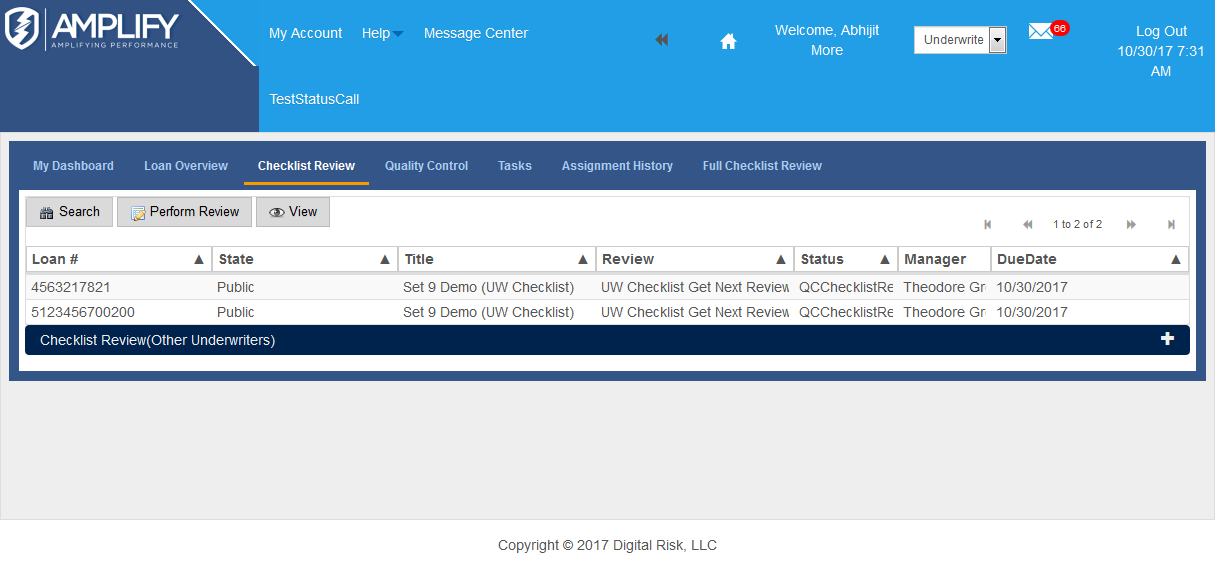 AMPLIFY
AMPLIFYING PERFORMANCE
My Account Help Message Center
Welcome, Abhijit
More
Underwrite
66
Log Out
10/30/17 7:31
AM
TestStatusCall
My Dashboard Loan Overview Checklist Review Quality Control Tasks Assignment History Full Checklist Review
Search Perform Review View
1 to 2 of 2
Loan # State Title Review Status Manager DueDate
4563217821 Public Set 9 Demo (UW Checklist) UW Checklist Get Next Review QCChecklistRe Theodore Gr 10/30/2017
5123456700200 Public Set 9 Demo (UW Checklist) UW Checklist Get Next Review QCChecklistRe Theodore Gr 10/30/2017
Checklist Review(Other Underwriters)
Copyright © 2017 Digital Risk, LLC